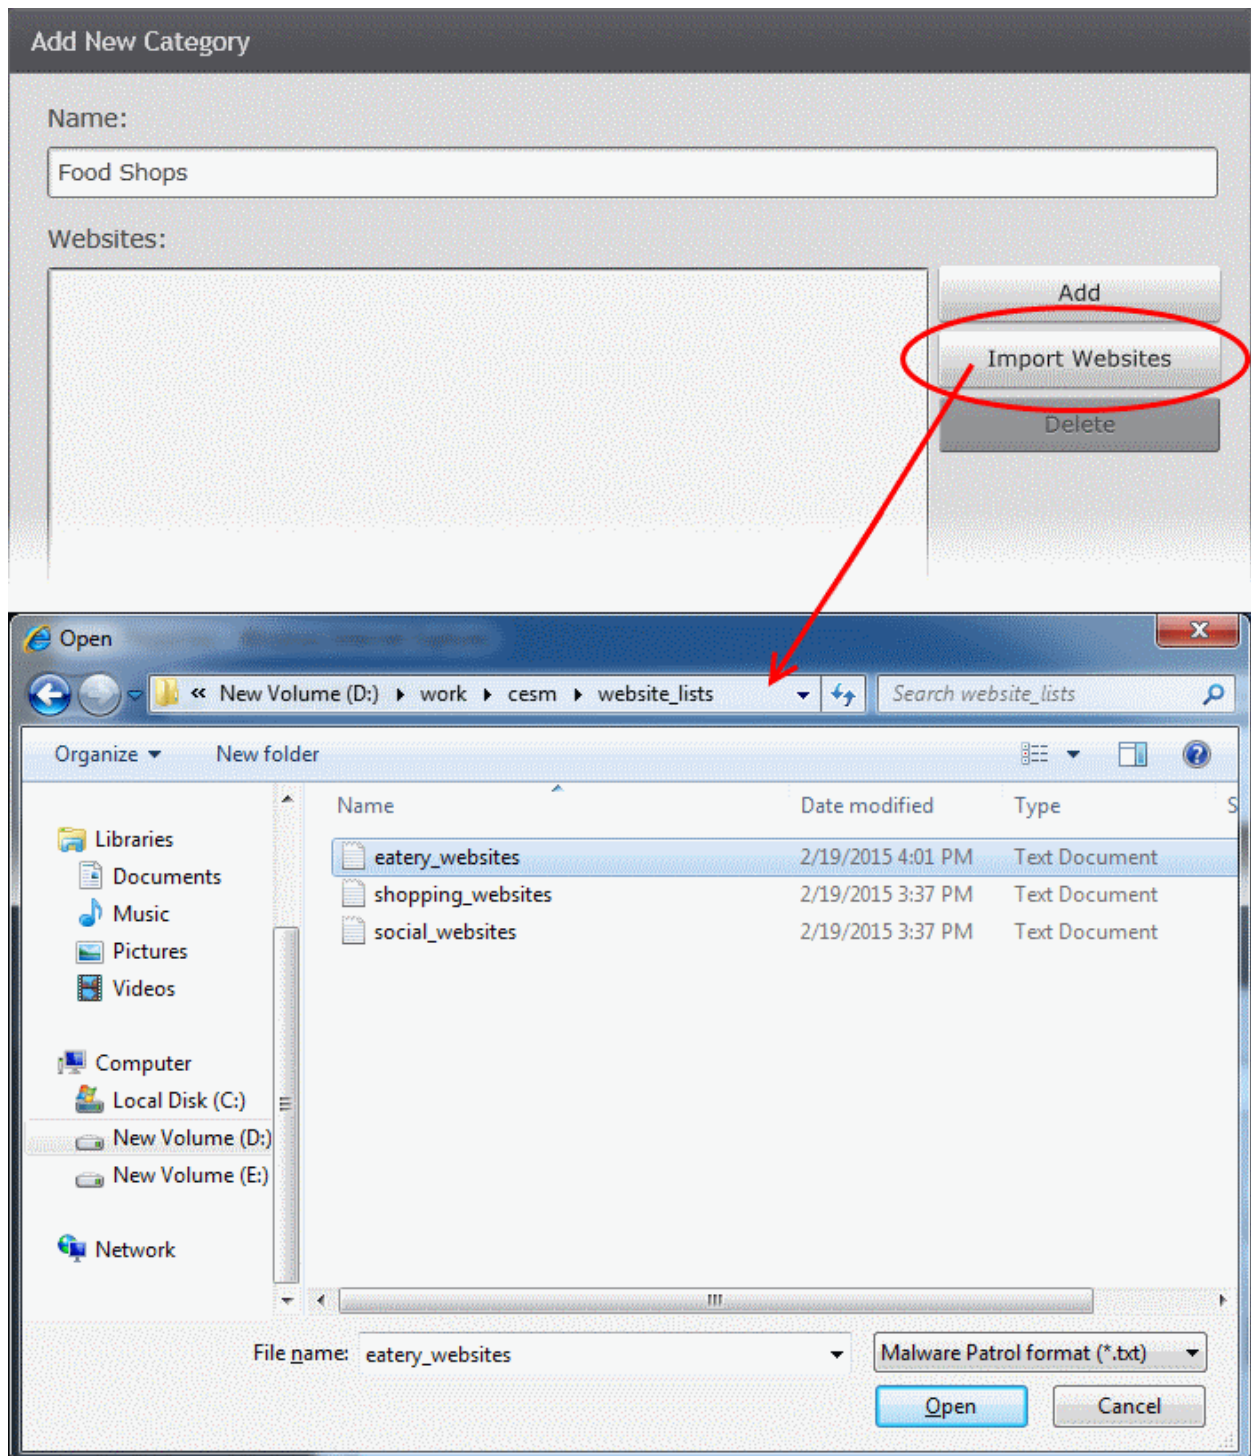 Add New Category
Name:
Food Shops
Websites:
Add
Import Websites
Delete
Open
« New Volume (D:) ▸ work ▸ cesm ▸ website_lists
Search website_lists
Organize
New folder
Name Date modified Type S
Libraries
Documents
Music
Pictures
Videos
Computer
Local Disk (C:)
New Volume (D:)
New Volume (E:)
Network
eatery_websites 2/19/2015 4:01 PM Text Document
shopping_websites 2/19/2015 3:37 PM Text Document
social_websites 2/19/2015 3:37 PM Text Document
File name: eatery_websites Malware Patrol format (*.txt)
Open Cancel